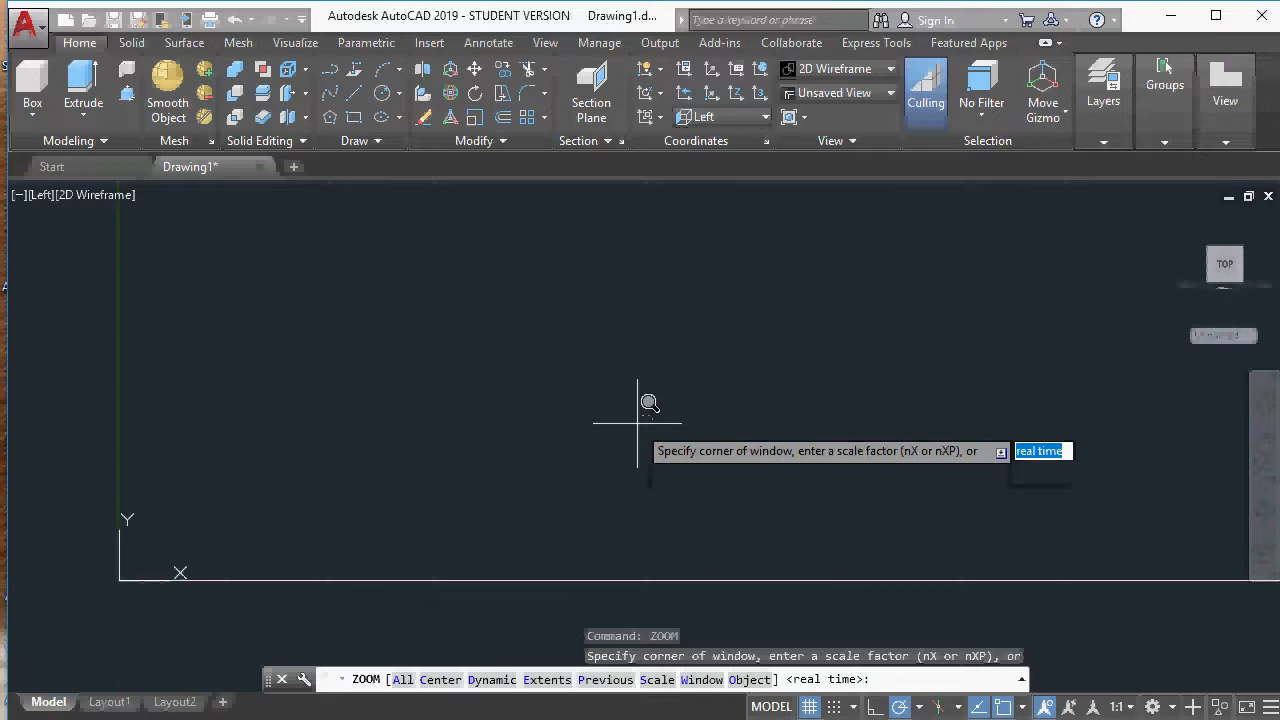 Autodesk AutoCAD 2019 - STUDENT VERSION Drawing1.d... Type a keyword or phrase Sign In
Home Solid Surface Mesh Visualize Parametric Insert Annotate View Manage Output Add-ins Collaborate Express Tools Featured Apps
2D Wireframe
Unsaved View
Box Extrude Smooth Object Section Plane Culling No Filter Move Gizmo Layers Groups View
Left
Modeling Mesh Solid Editing Draw Modify Section Coordinates View Selection
Start Drawing1*
[−][Left][2D Wireframe]
TOP
Specify corner of window, enter a scale factor (nX or nXP), or real time
Y
X
Command: ZOOM
Specify corner of window, enter a scale factor (nX or nXP), or
ZOOM [All Center Dynamic Extents Previous Scale Window Object] <real time>:
Model Layout1 Layout2 MODEL 1:1